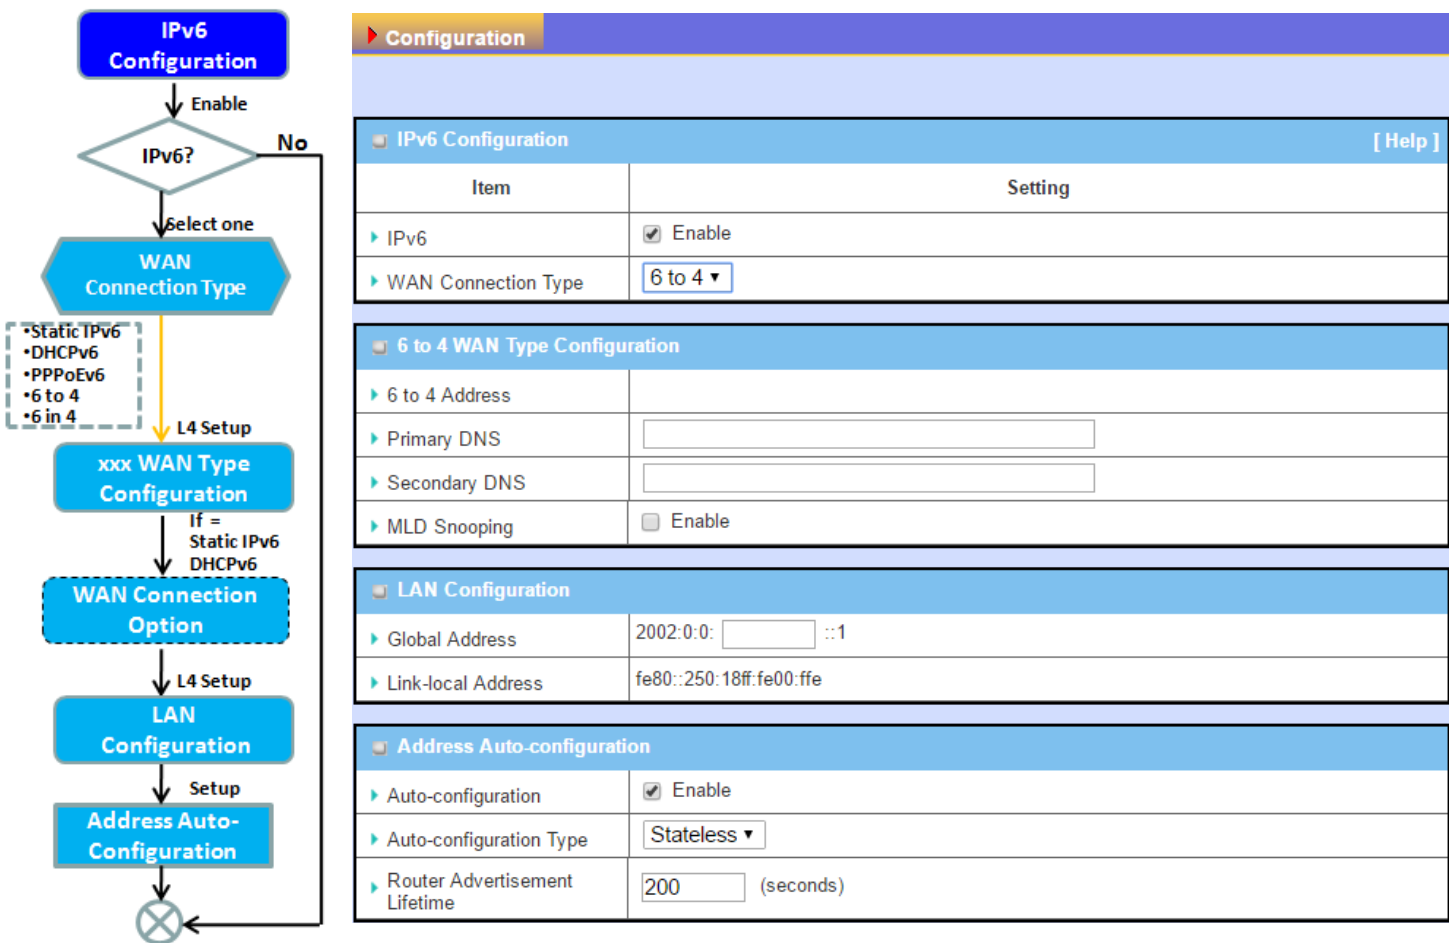 IPv6
Configuration
Enable
IPv6?
No
Select one
WAN
Connection Type
•Static IPv6
•DHCPv6
•PPPoEv6
•6 to 4
•6 in 4
L4 Setup
xxx WAN Type
Configuration
If =
Static IPv6
DHCPv6
WAN Connection
Option
L4 Setup
LAN
Configuration
Setup
Address Auto-
Configuration
Configuration
IPv6 Configuration [ Help ]
Item Setting
IPv6 Enable
WAN Connection Type 6 to 4
6 to 4 WAN Type Configuration
6 to 4 Address
Primary DNS
Secondary DNS
MLD Snooping Enable
LAN Configuration
Global Address 2002:0:0: ::1
Link-local Address fe80::250:18ff:fe00:ffe
Address Auto-configuration
Auto-configuration Enable
Auto-configuration Type Stateless
Router Advertisement
Lifetime 200 (seconds)